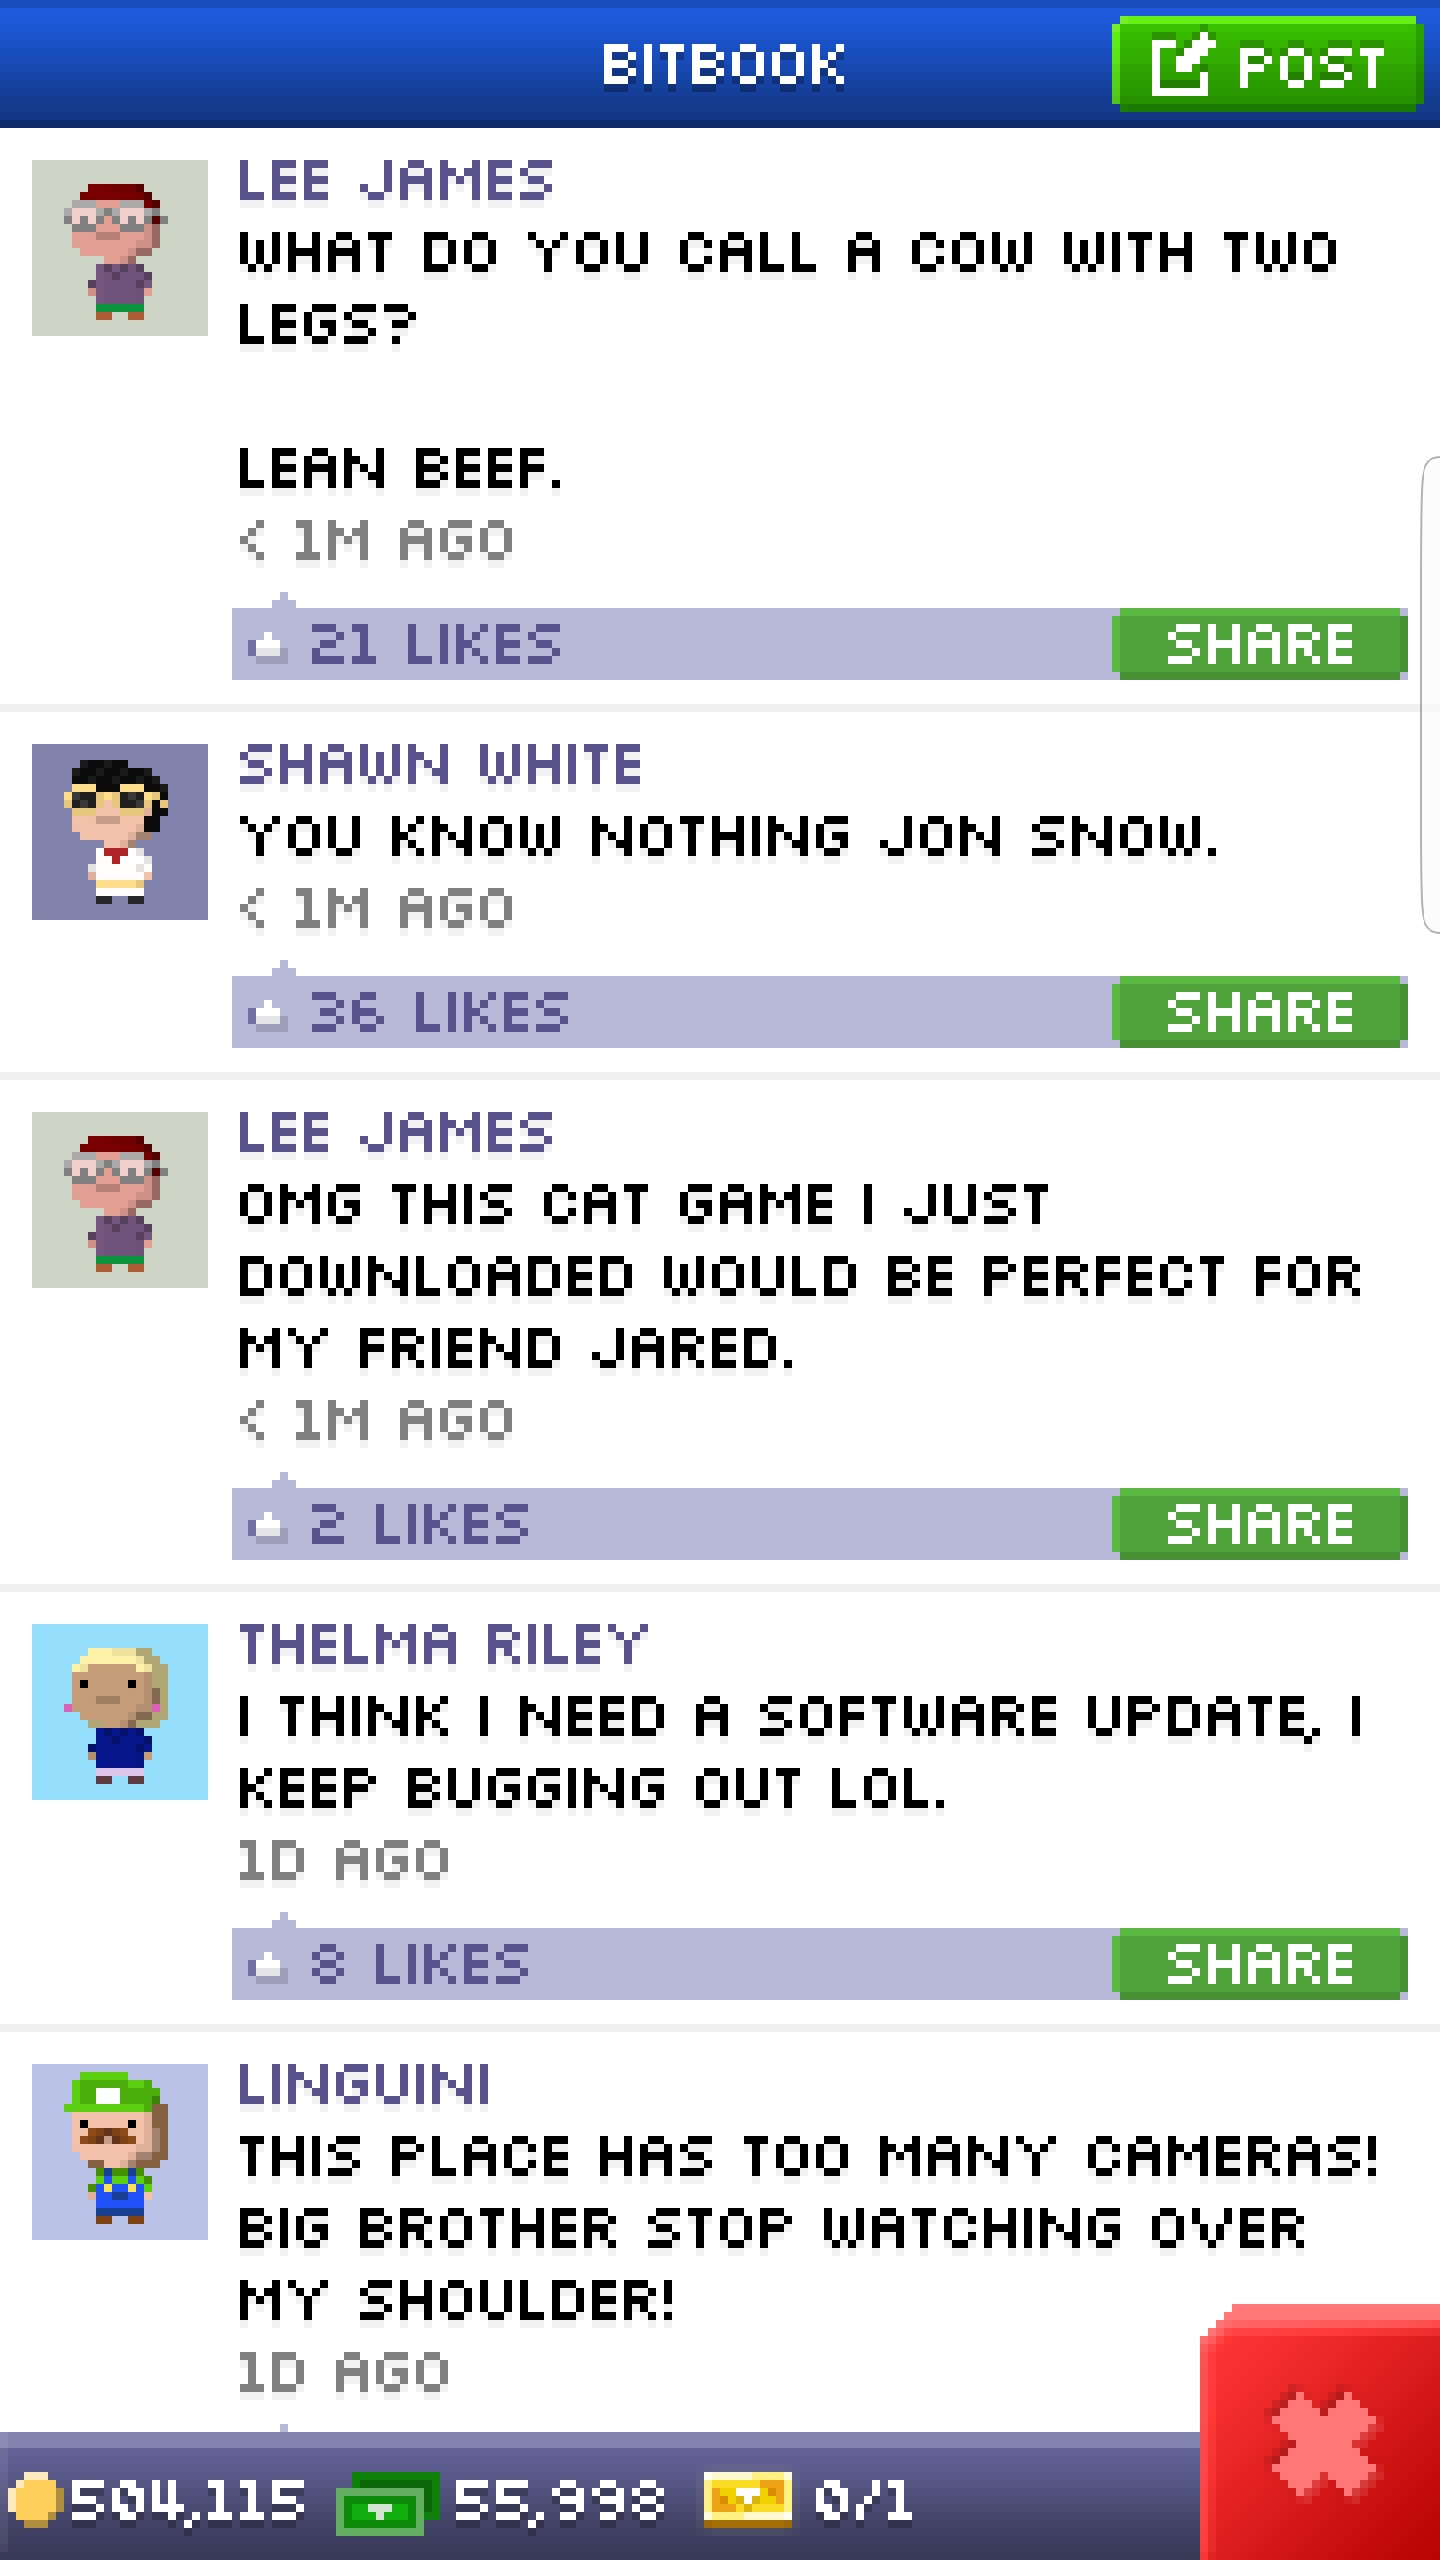 BITBOOK
POST
LEE JAMES
WHAT DO YOU CALL A COW WITH TWO
LEGS?
LEAN BEEF.
< 1M AGO
21 LIKES
SHARE
SHAWN WHITE
YOU KNOW NOTHING JON SNOW.
< 1M AGO
36 LIKES
SHARE
LEE JAMES
OMG THIS CAT GAME I JUST
DOWNLOADED WOULD BE PERFECT FOR
MY FRIEND JARED.
< 1M AGO
2 LIKES
SHARE
THELMA RILEY
I THINK I NEED A SOFTWARE UPDATE, I
KEEP BUGGING OUT LOL.
1D AGO
8 LIKES
SHARE
LINGUINI
THIS PLACE HAS TOO MANY CAMERAS!
BIG BROTHER STOP WATCHING OVER
MY SHOULDER!
1D AGO
504,115 55,998 0/1